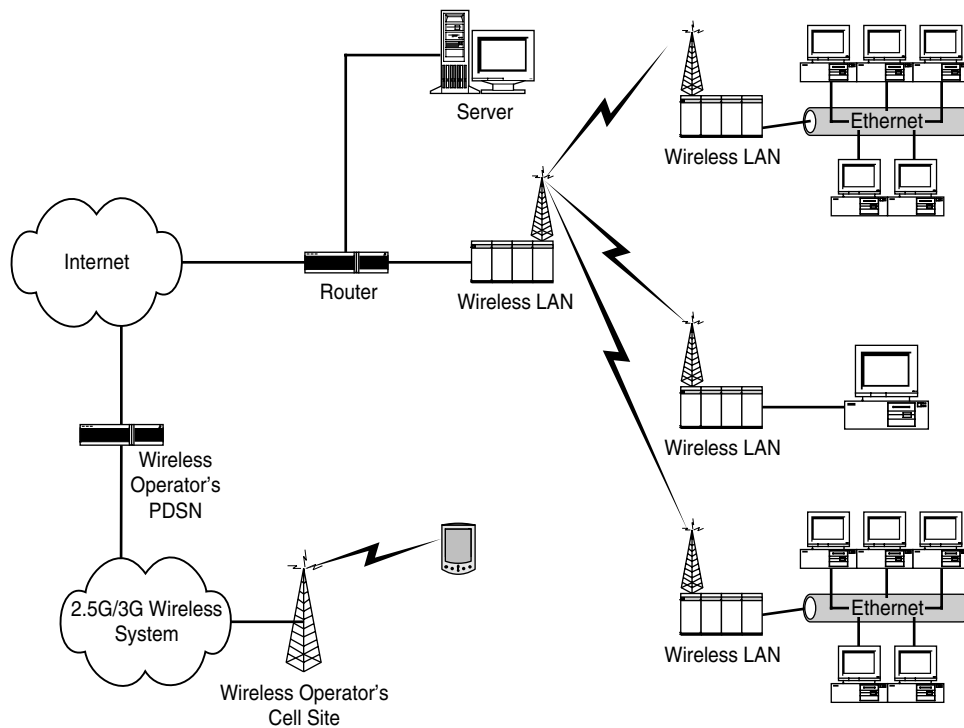 Server
Wireless LAN
Ethernet
Internet
Router
Wireless LAN
Wireless LAN
Wireless
Operator's
PDSN
2.5G/3G Wireless
System
Wireless Operator's
Cell Site
Wireless LAN
Ethernet